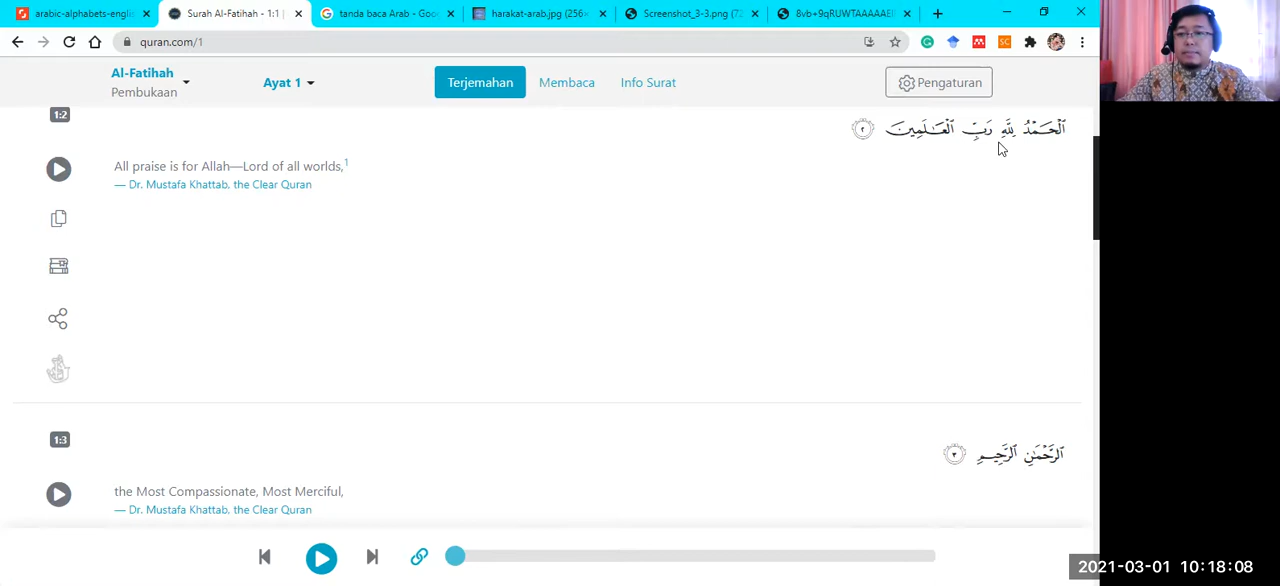 arabic-alphabets-englis
Surah Al-Fatihah - 1:1 |
tanda baca Arab - Goo
harakat-arab.jpg (256×
Screenshot_3-3.png (72
8vb+9qRUWTAAAAAEl
quran.com/1
Al-Fatihah
Pembukaan
Ayat 1
Terjemahan
Membaca
Info Surat
Pengaturan
1:2
ٱلْحَمْدُ لِلَّهِ رَبِّ ٱلْعَـٰلَمِينَ ٢
All praise is for Allah—Lord of all worlds,1
— Dr. Mustafa Khattab, the Clear Quran
1:3
ٱلرَّحْمَـٰنِ ٱلرَّحِيمِ ٣
the Most Compassionate, Most Merciful,
— Dr. Mustafa Khattab, the Clear Quran
2021-03-01 10:18:08